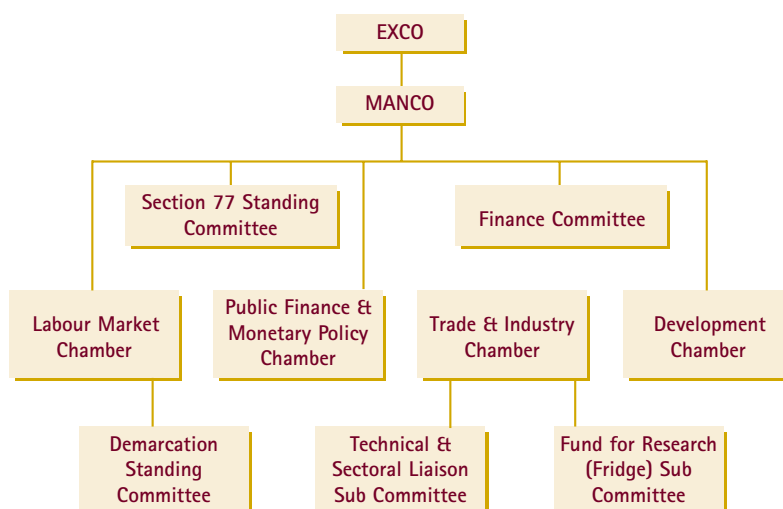 EXCO
MANCO
Section 77 Standing
Committee
Finance Committee
Labour Market
Chamber
Public Finance &
Monetary Policy
Chamber
Trade & Industry
Chamber
Development
Chamber
Demarcation
Standing
Committee
Technical &
Sectoral Liaison
Sub Committee
Fund for Research
(Fridge) Sub
Committee